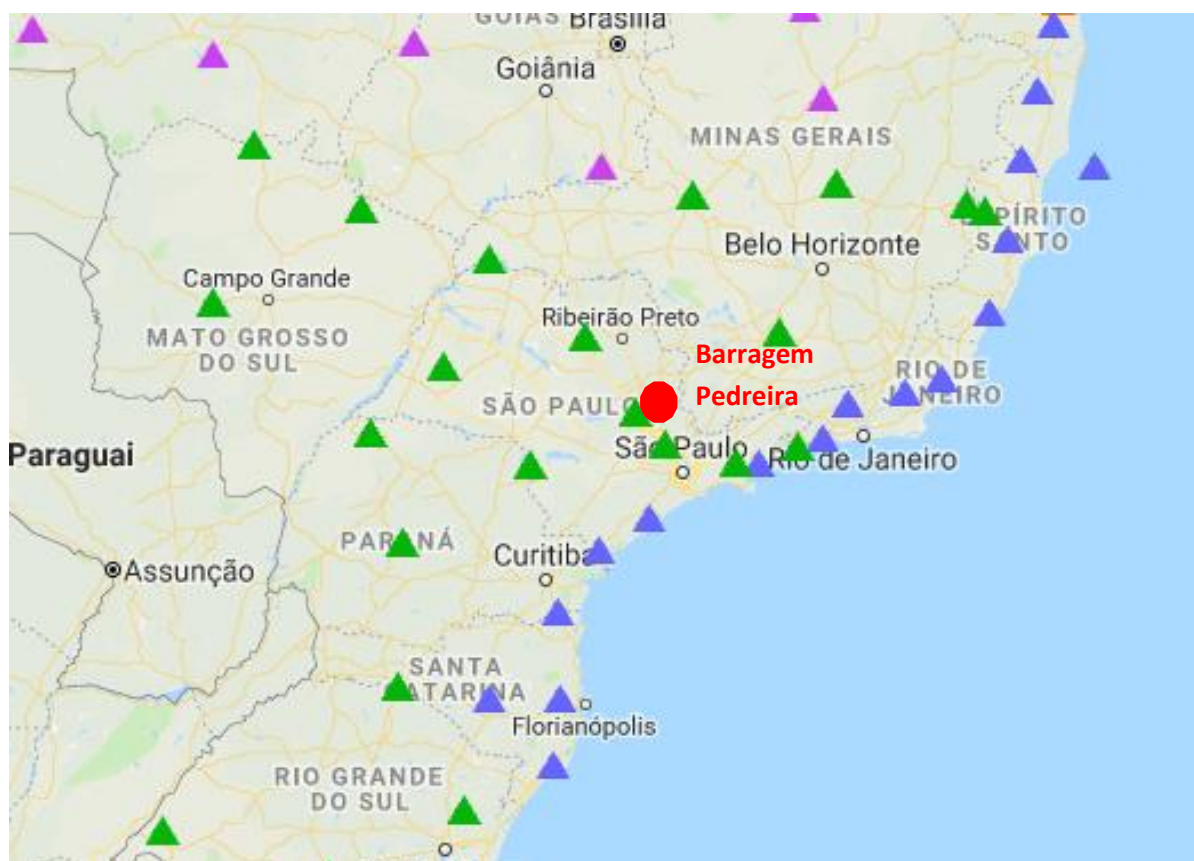 GOIÁS
Brasília
Goiânia
MINAS GERAIS
ESPÍRITO
SANTO
Belo Horizonte
Campo Grande
Ribeirão Preto
MATO GROSSO
DO SUL
Barragem
Pedreira
RIO DE
JANEIRO
SÃO PAULO
São Paulo
Rio de Janeiro
Paraguai
PARANÁ
Curitiba
Assunção
SANTA
CATARINA
Florianópolis
RIO GRANDE
DO SUL